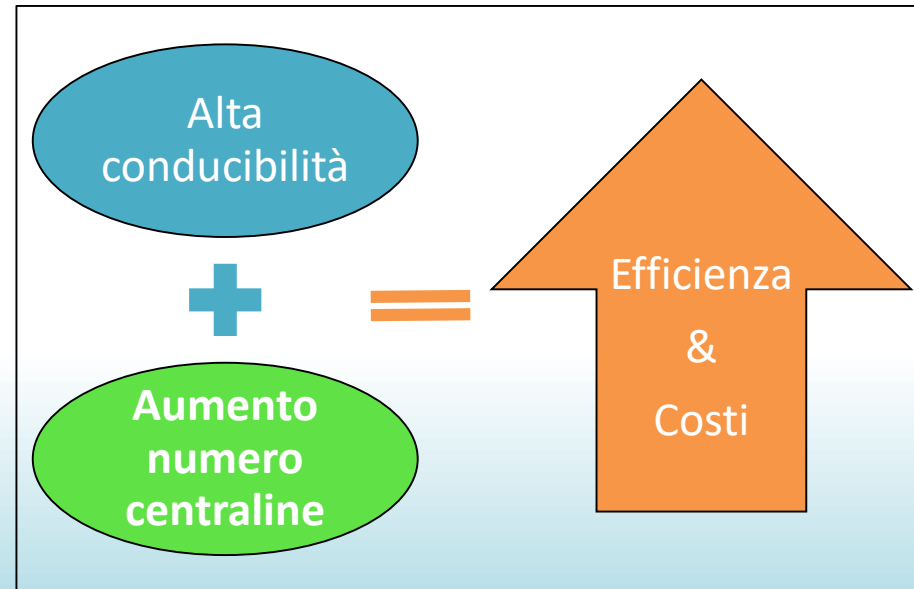 Alta
conducibilità
Aumento
numero
centraline
Efficienza
&
Costi